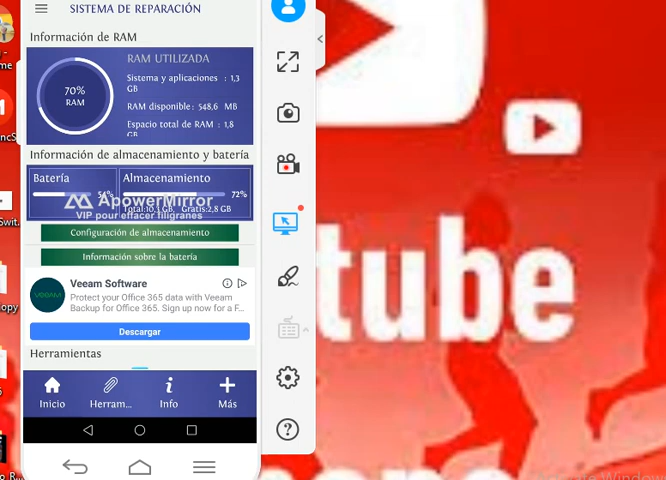 SISTEMA DE REPARACIÓN
Información de RAM
RAM UTILIZADA
70%
RAM
Sistema y aplicaciones : 1,3
GB
RAM disponible: 548,6 MB
Espacio total de RAM : 1,8
GB
Información de almacenamiento y batería
Batería
54%
Almacenamiento
72%
Total:10,3 GB Gratis:2,8 GB
ApowerMirror
VIP pour effacer filigranes
Configuración de almacenamiento
Información sobre la batería
Veeam Software
VEEAM
Protect your Office 365 data with Veeam
Backup for Office 365. Sign up now for a F...
Descargar
Herramientas
Inicio
Herram...
Info
Más
tube